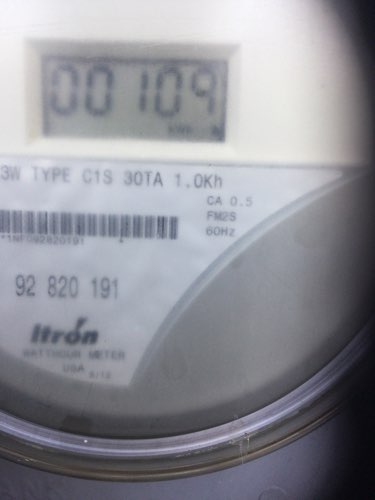 00109
3W TYPE C1S 30TA 1.0Kh
CA 0.5
FM2S
60Hz
92 820 191
Itron
WATTHOUR METER
USA